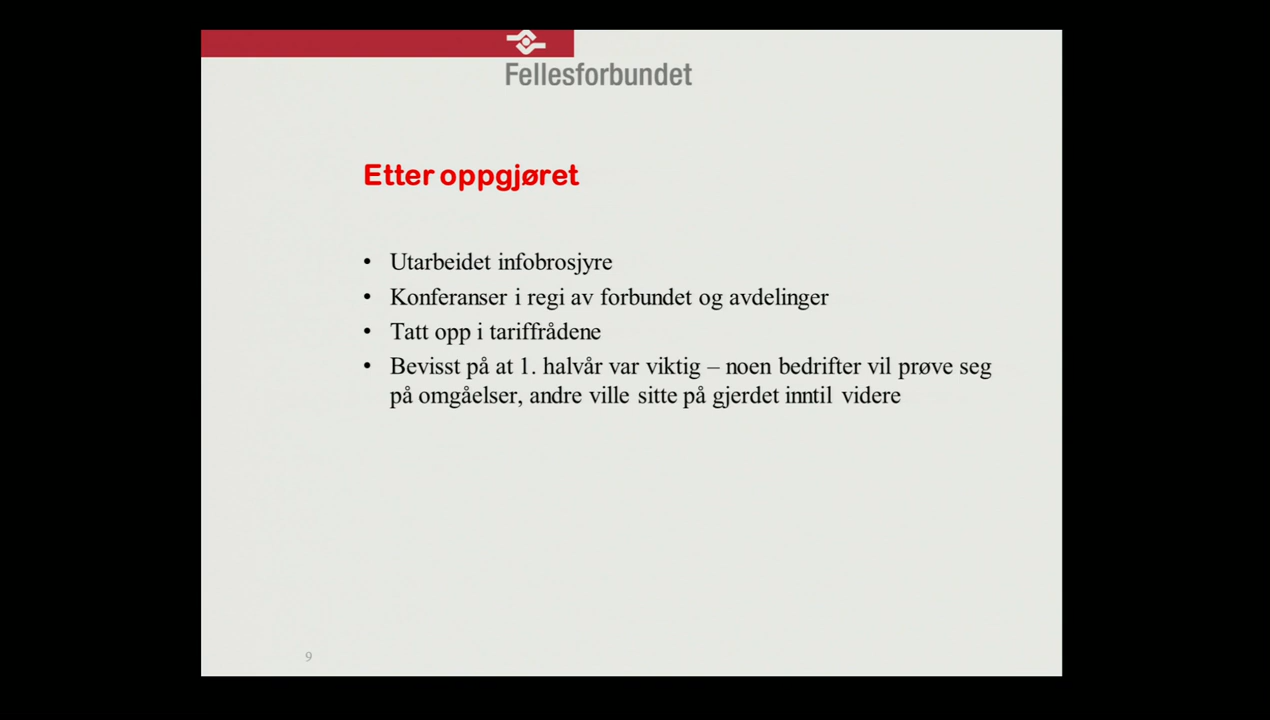 Fellesforbundet
Etter oppgjøret
• Utarbeidet infobrosjyre
• Konferanser i regi av forbundet og avdelinger
• Tatt opp i tariffrådene
• Bevisst på at 1. halvår var viktig – noen bedrifter vil prøve seg
på omgåelser, andre ville sitte på gjerdet inntil videre
9